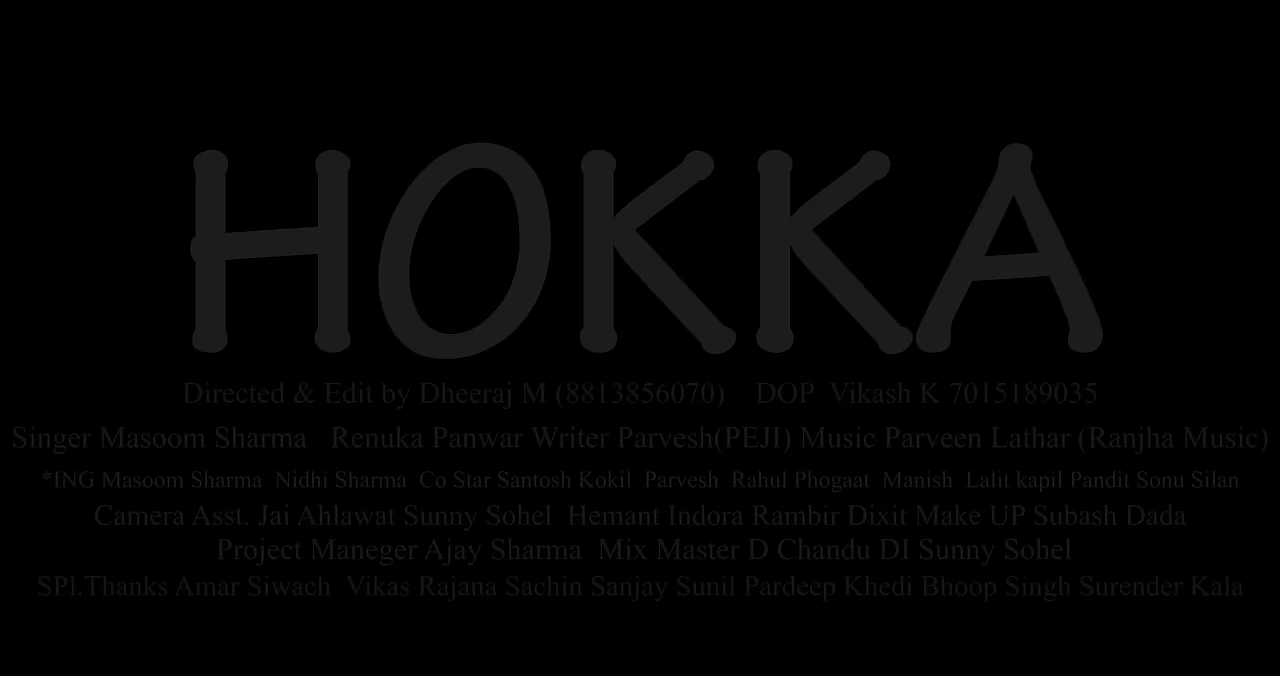 HOKKA
Directed & Edit by Dheeraj M (8813856070) DOP Vikash K 7015189035
Singer Masoom Sharma Renuka Panwar Writer Parvesh(PEJI) Music Parveen Lathar (Ranjha Music)
*ING Masoom Sharma Nidhi Sharma Co Star Santosh Kokil Parvesh Rahul Phogaat Manish Lalit kapil Pandit Sonu Silan
Camera Asst. Jai Ahlawat Sunny Sohel Hemant Indora Rambir Dixit Make UP Subash Dada
Project Maneger Ajay Sharma Mix Master D Chandu DI Sunny Sohel
SPl.Thanks Amar Siwach Vikas Rajana Sachin Sanjay Sunil Pardeep Khedi Bhoop Singh Surender Kala